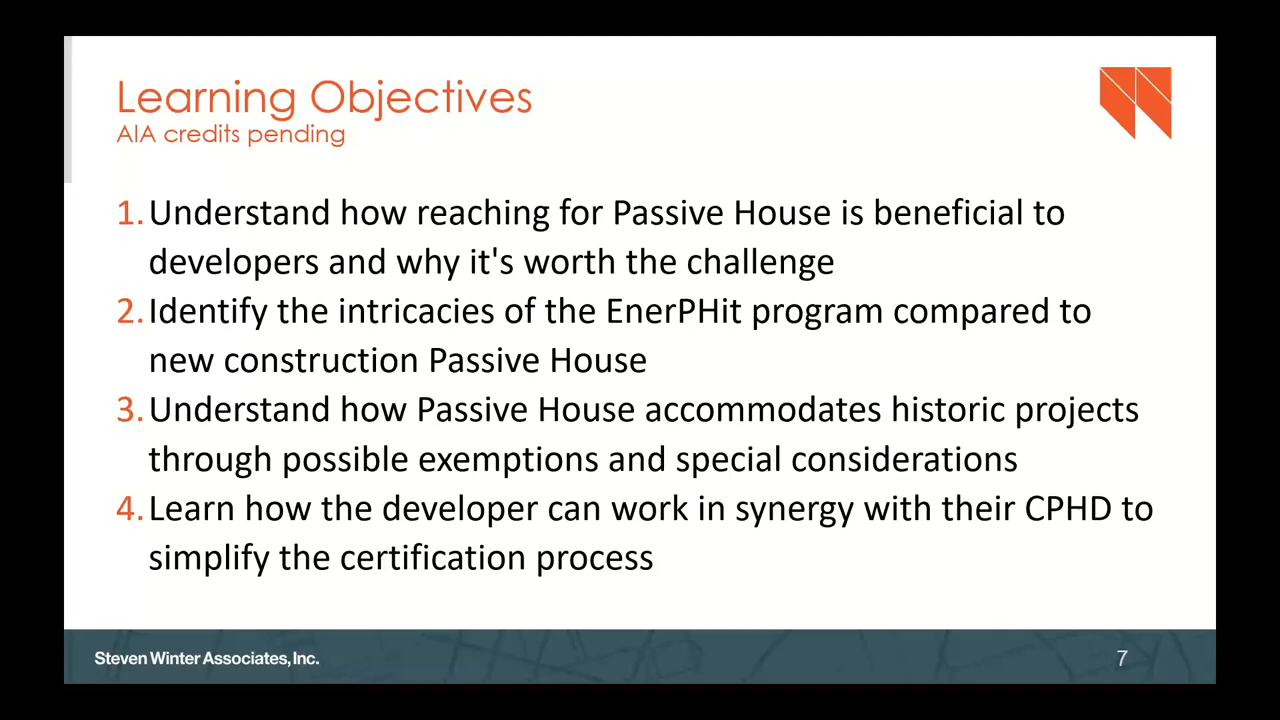 Learning Objectives
AIA credits pending
1. Understand how reaching for Passive House is beneficial to
developers and why it's worth the challenge
2. Identify the intricacies of the EnerPHit program compared to
new construction Passive House
3. Understand how Passive House accommodates historic projects
through possible exemptions and special considerations
4. Learn how the developer can work in synergy with their CPHD to
simplify the certification process
Steven Winter Associates, Inc.
7